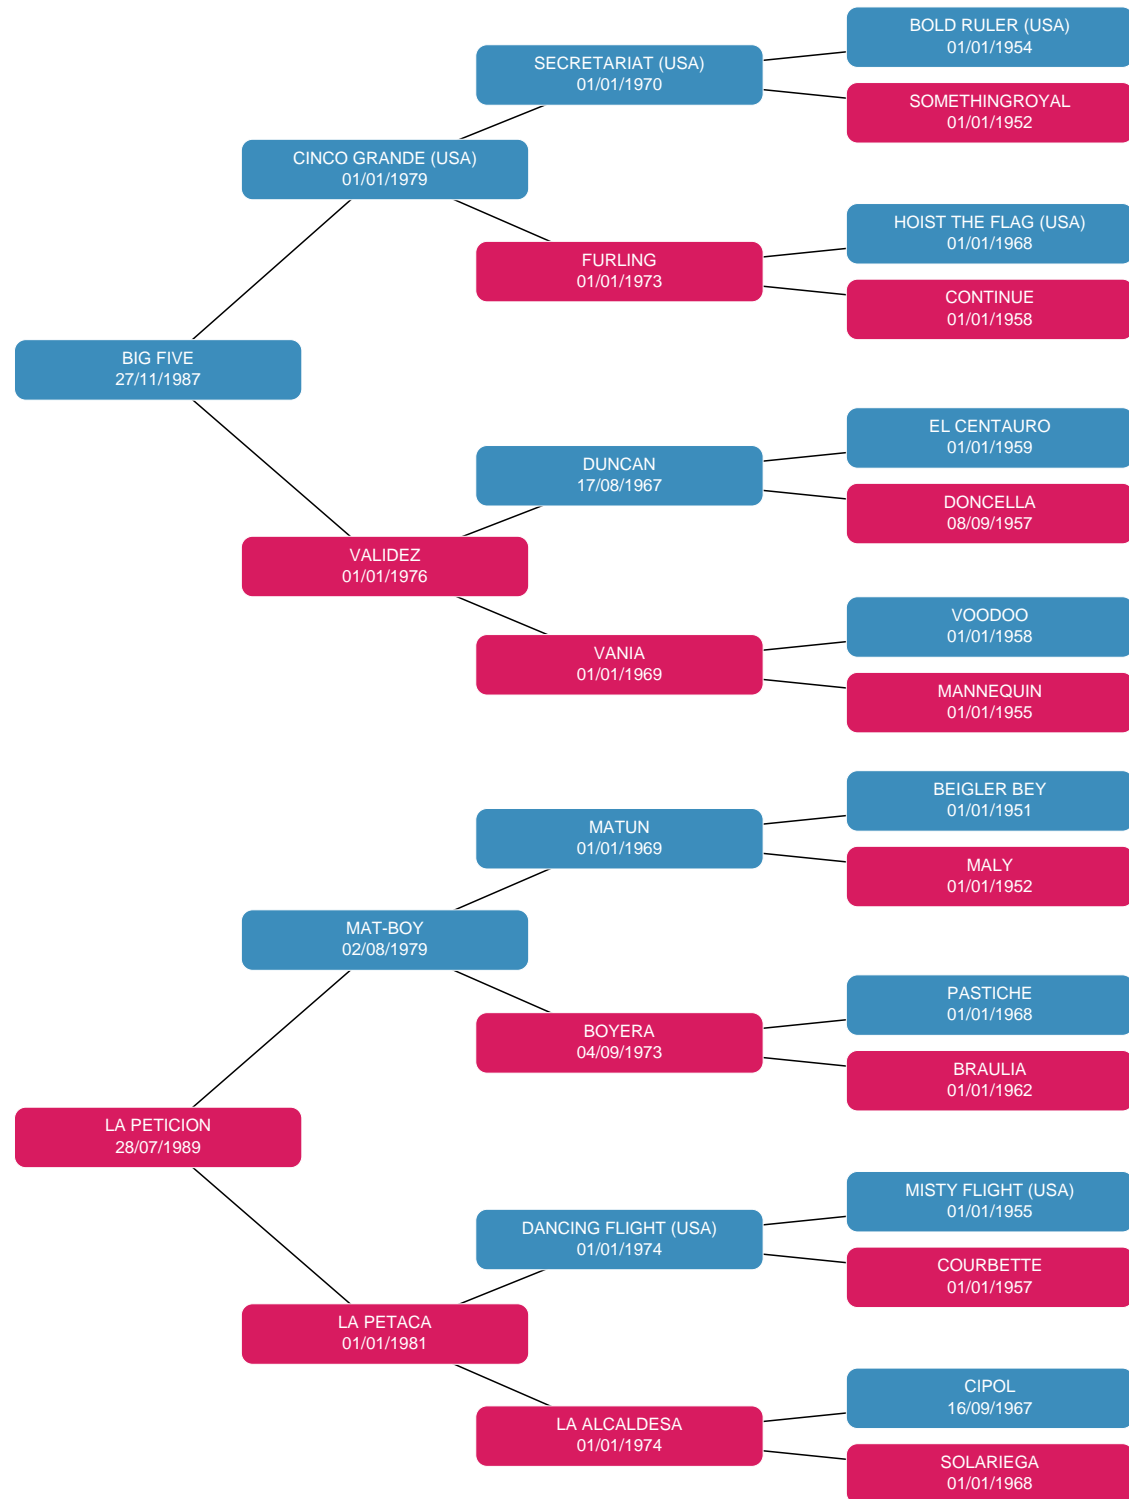 BOLD RULER (USA)
01/01/1954
SECRETARIAT (USA)
01/01/1970
SOMETHINGROYAL
01/01/1952
CINCO GRANDE (USA)
01/01/1979
HOIST THE FLAG (USA)
01/01/1968
FURLING
01/01/1973
CONTINUE
01/01/1958
BIG FIVE
27/11/1987
EL CENTAURO
01/01/1959
DUNCAN
17/08/1967
DONCELLA
08/09/1957
VALIDEZ
01/01/1976
VOODOO
01/01/1958
VANIA
01/01/1969
MANNEQUIN
01/01/1955
BEIGLER BEY
01/01/1951
MATUN
01/01/1969
MALY
01/01/1952
MAT-BOY
02/08/1979
PASTICHE
01/01/1968
BOYERA
04/09/1973
BRAULIA
01/01/1962
LA PETICION
28/07/1989
MISTY FLIGHT (USA)
01/01/1955
DANCING FLIGHT (USA)
01/01/1974
COURBETTE
01/01/1957
LA PETACA
01/01/1981
CIPOL
16/09/1967
LA ALCALDESA
01/01/1974
SOLARIEGA
01/01/1968